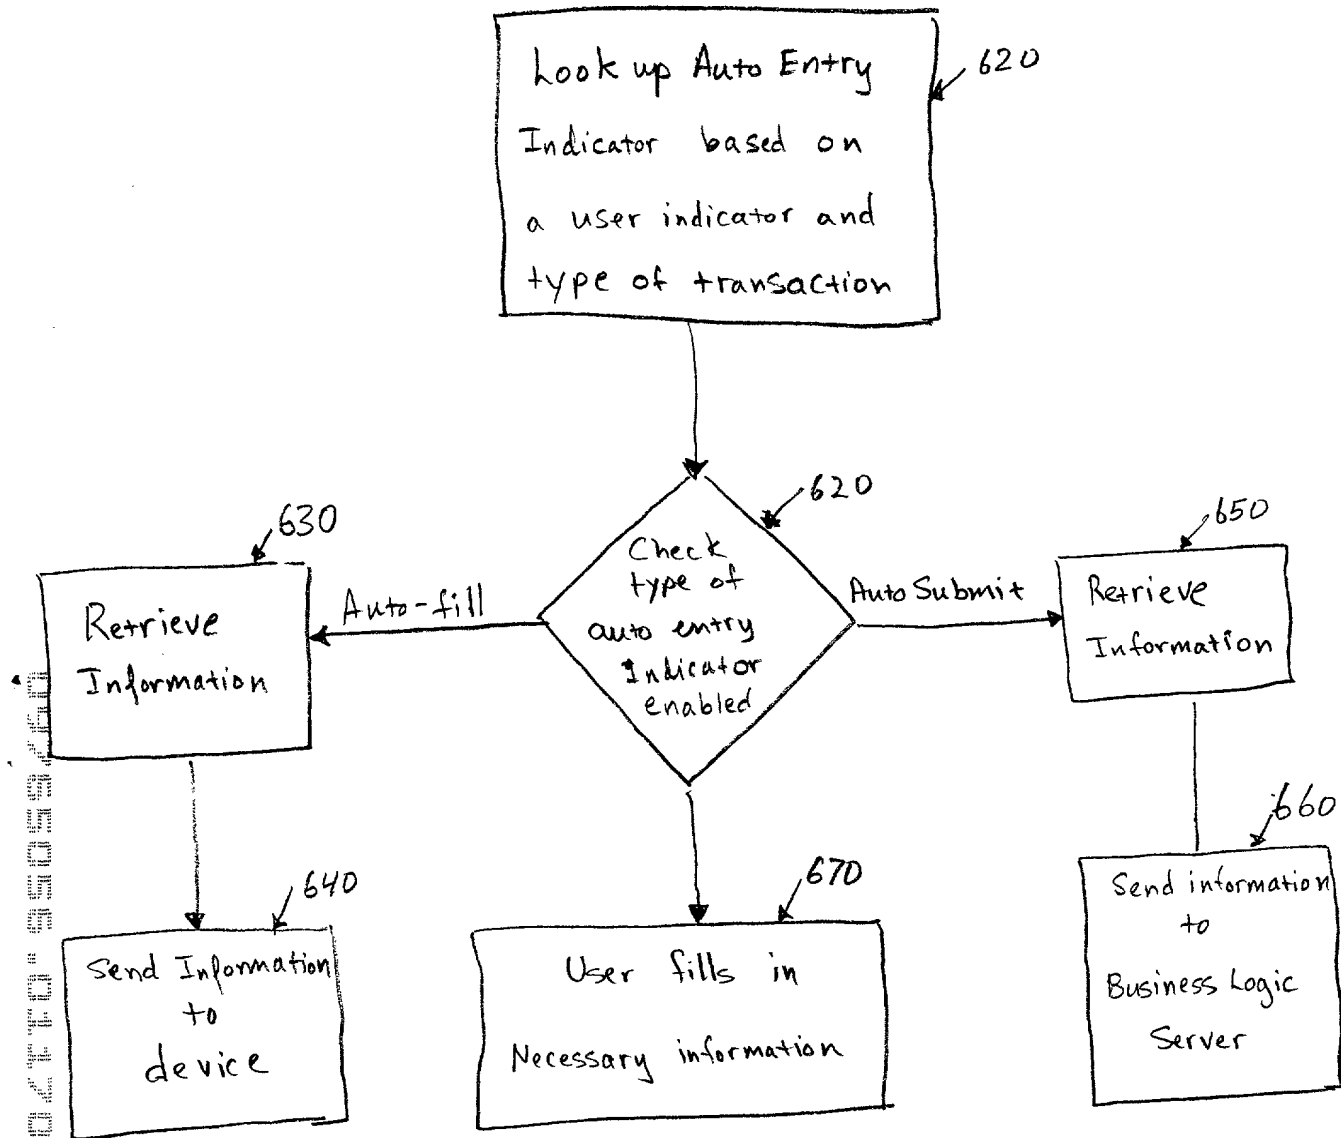 Look up Auto Entry
Indicator based on
a user indicator and
type of transaction
620
Check
type of
auto entry
Indicator
enabled
620
Auto-fill
Auto Submit
630
Retrieve
Information
650
Retrieve
Information
640
Send Information
to
device
670
User fills in
Necessary information
660
Send information
to
Business Logic
Server